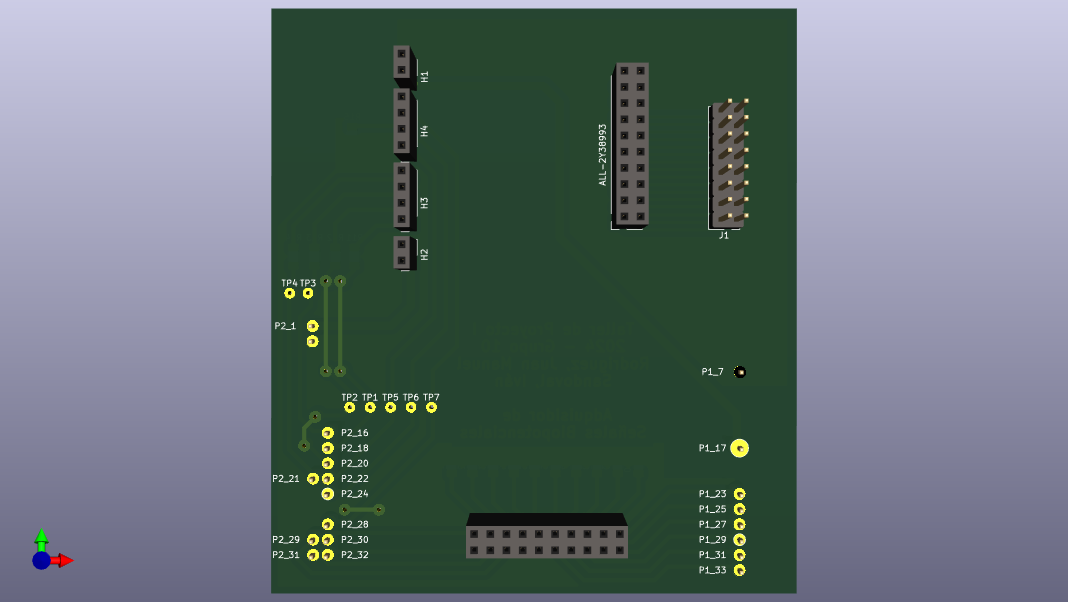 H1
H4
ALL-2Y38993
H3
J1
H2
TP4 TP3
P2_1
P1_7
TP2 TP1 TP5 TP6 TP7
P2_16
P2_18
P1_17
P2_20
P2_21 P2_22
P2_24
P1_23
P1_25
P2_28
P1_27
P2_29 P2_30
P1_29
P2_31 P2_32
P1_31
P1_33